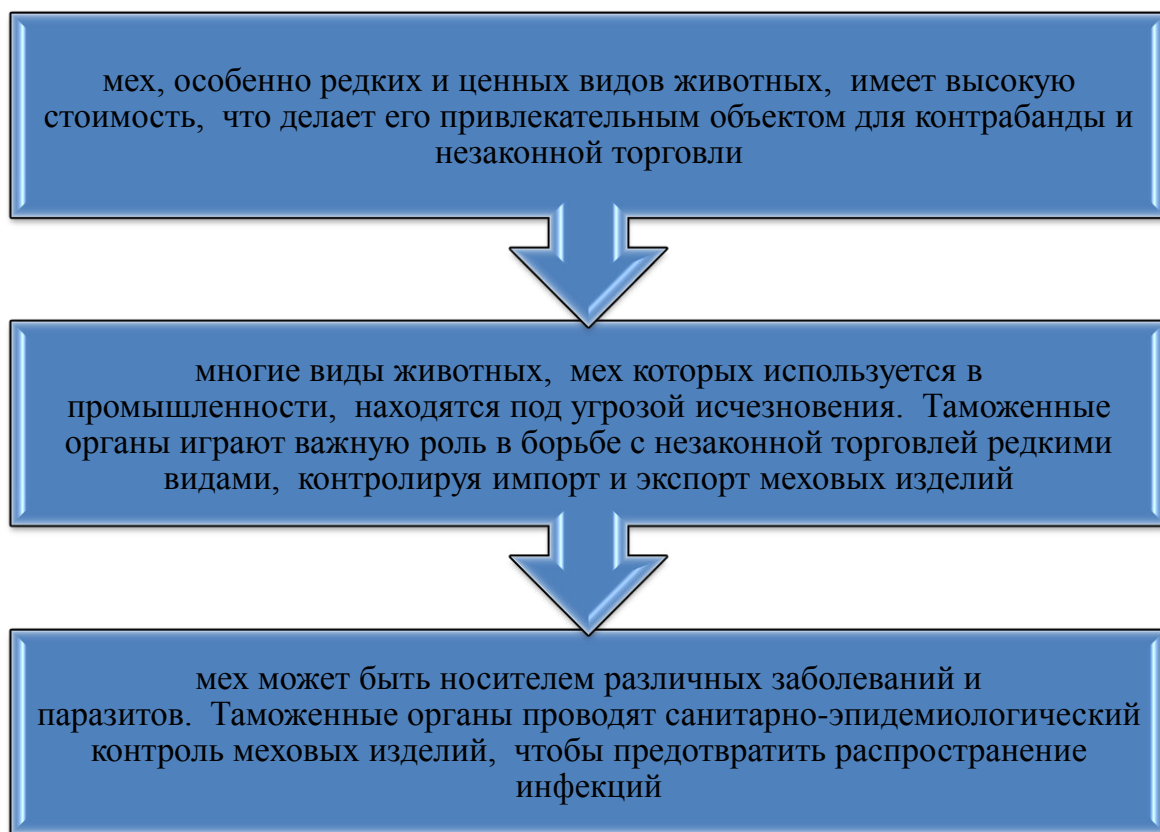 мех, особенно редких и ценных видов животных, имеет высокую
стоимость, что делает его привлекательным объектом для контрабанды и
незаконной торговли
многие виды животных, мех которых используется в
промышленности, находятся под угрозой исчезновения. Таможенные
органы играют важную роль в борьбе с незаконной торговлей редкими
видами, контролируя импорт и экспорт меховых изделий
мех может быть носителем различных заболеваний и
паразитов. Таможенные органы проводят санитарно-эпидемиологический
контроль меховых изделий, чтобы предотвратить распространение
инфекций